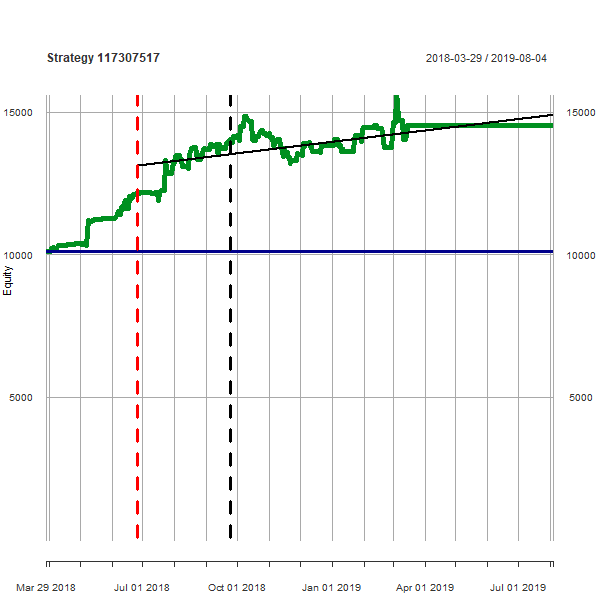 Strategy 117307517
2018-03-29 / 2019-08-04
15000
15000
10000
10000
Equity
5000
5000
Mar 29 2018
Jul 01 2018
Oct 01 2018
Jan 01 2019
Apr 01 2019
Jul 01 2019